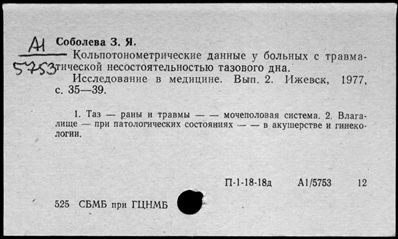 А1
5753
Соболева З. Я.
Кольпотонометрические данные у больных с травма-
тической несостоятельностью тазового дна.
Исследование в медицине. Вып. 2. Ижевск, 1977,
с. 35—39.
1. Таз — раны и травмы — — мочеполовая система. 2. Влага-
лище — при патологических состояниях — — в акушерстве и гинеко-
логии.
П-1-18-18д А1/5753 12
525 СБМБ при ГЦНМБ